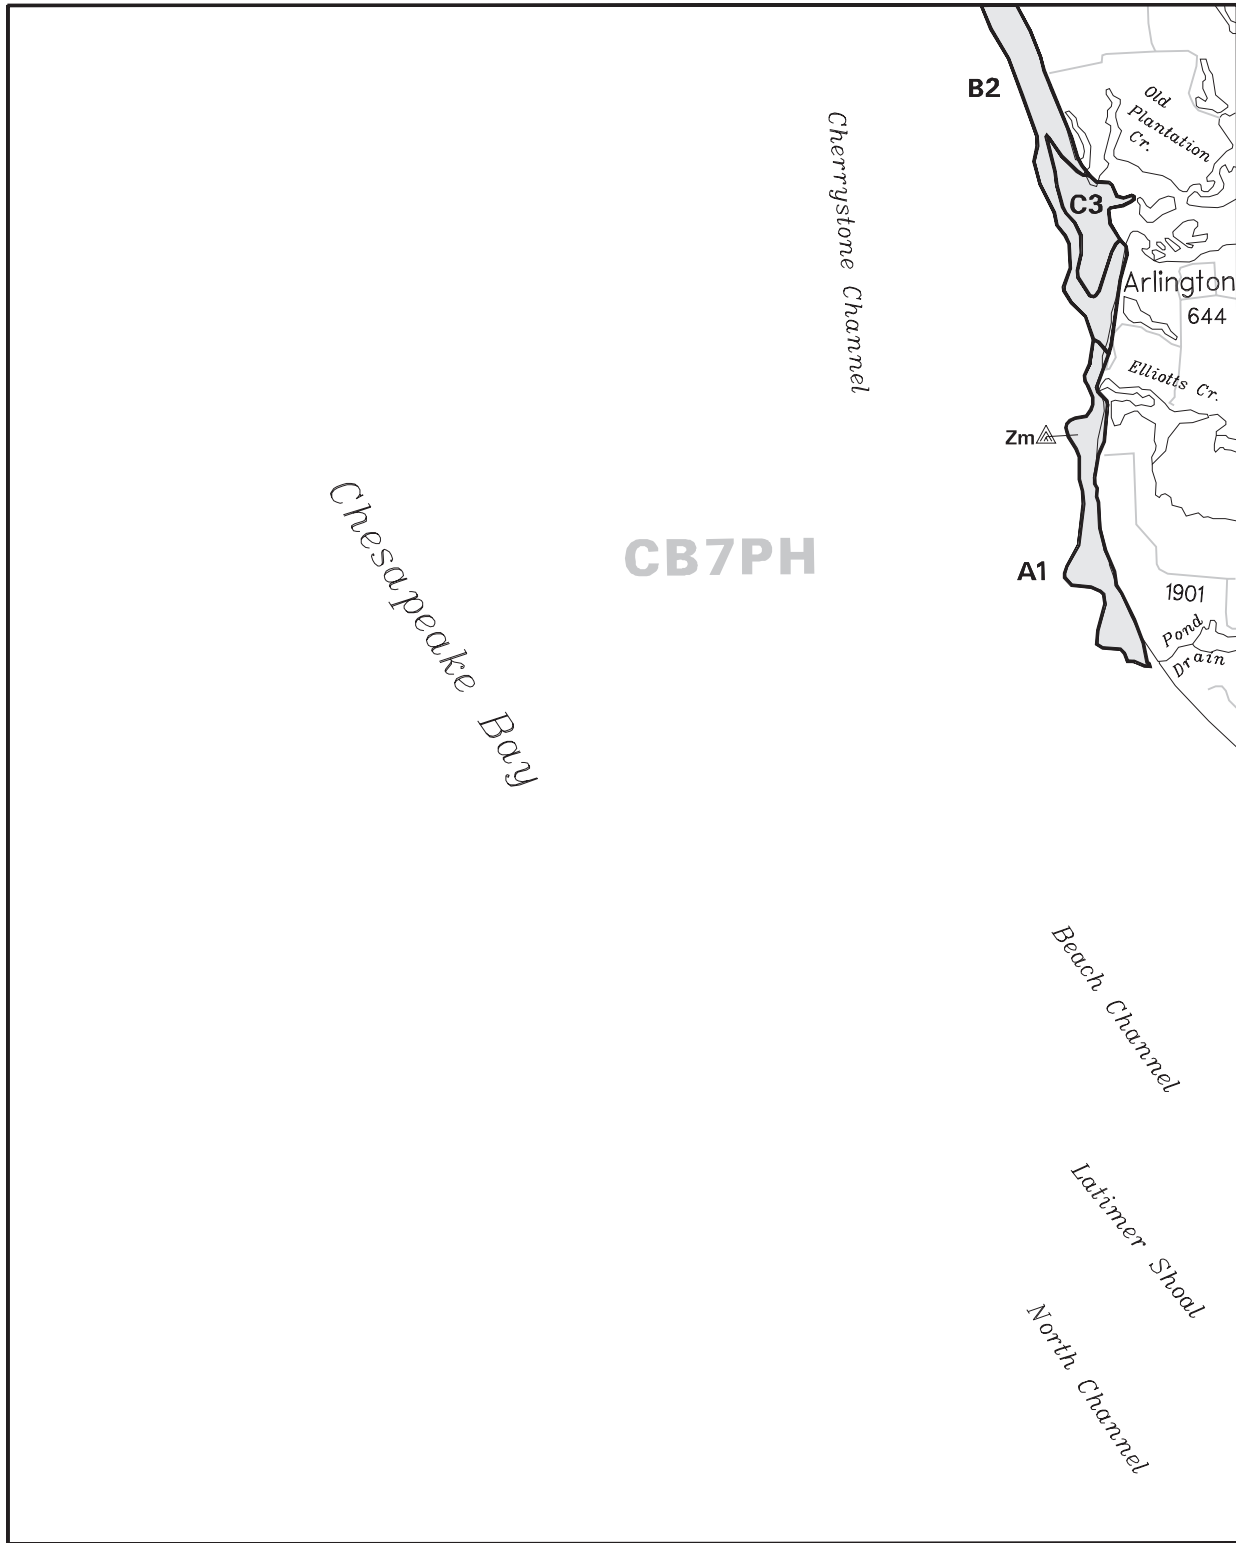 B2
Old
Plantation
Cr.
Cherrystone Channel
C3
Arlington
644
Elliotts Cr.
Zm
Chesapeake Bay
CB7PH
A1
1901
Pond
Drain
Beach Channel
Latimer Shoal
North Channel